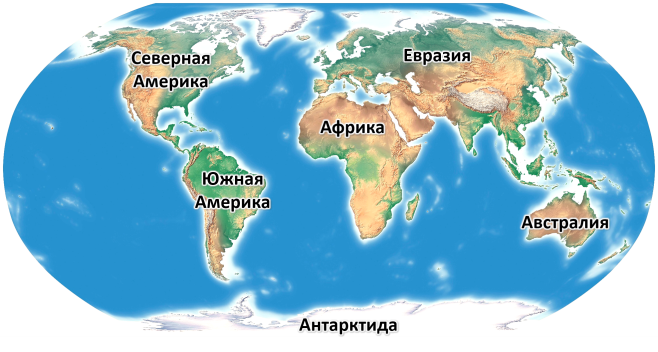 Северная
Америка
Евразия
Африка
Южная
Америка
Австралия
Антарктида